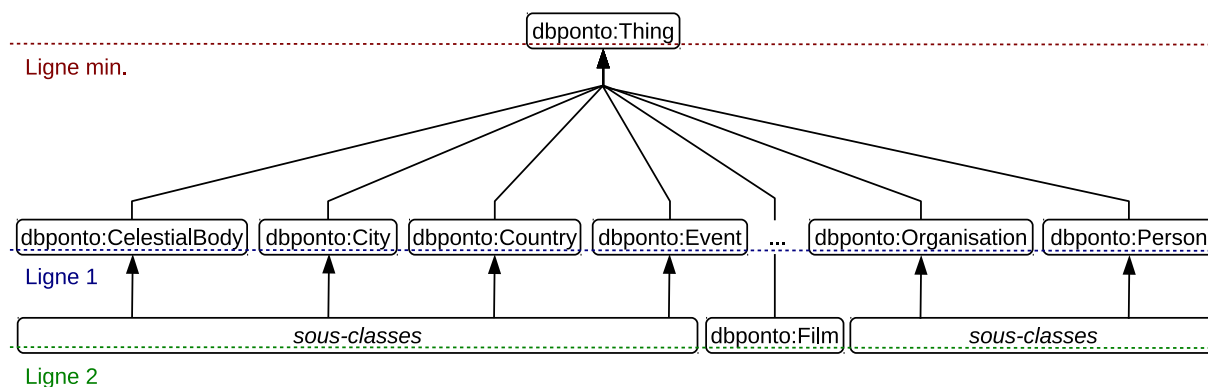 dbponto:Thing
Ligne min.
dbponto:CelestialBody dbponto:City dbponto:Country dbponto:Event ... dbponto:Organisation dbponto:Person
Ligne 1
sous-classes dbponto:Film sous-classes
Ligne 2